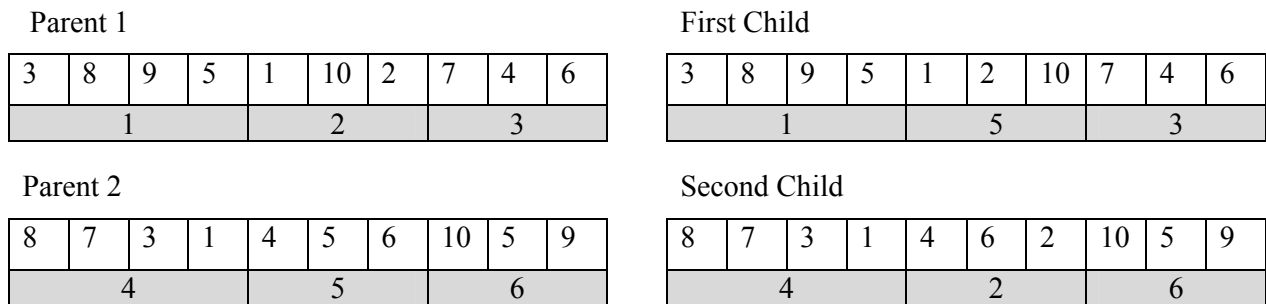 Parent 1
3 8 9 5 1 10 2 7 4 6
1 2 3
First Child
3 8 9 5 1 2 10 7 4 6
1 5 3
Parent 2
8 7 3 1 4 5 6 10 5 9
4 5 6
Second Child
8 7 3 1 4 6 2 10 5 9
4 2 6